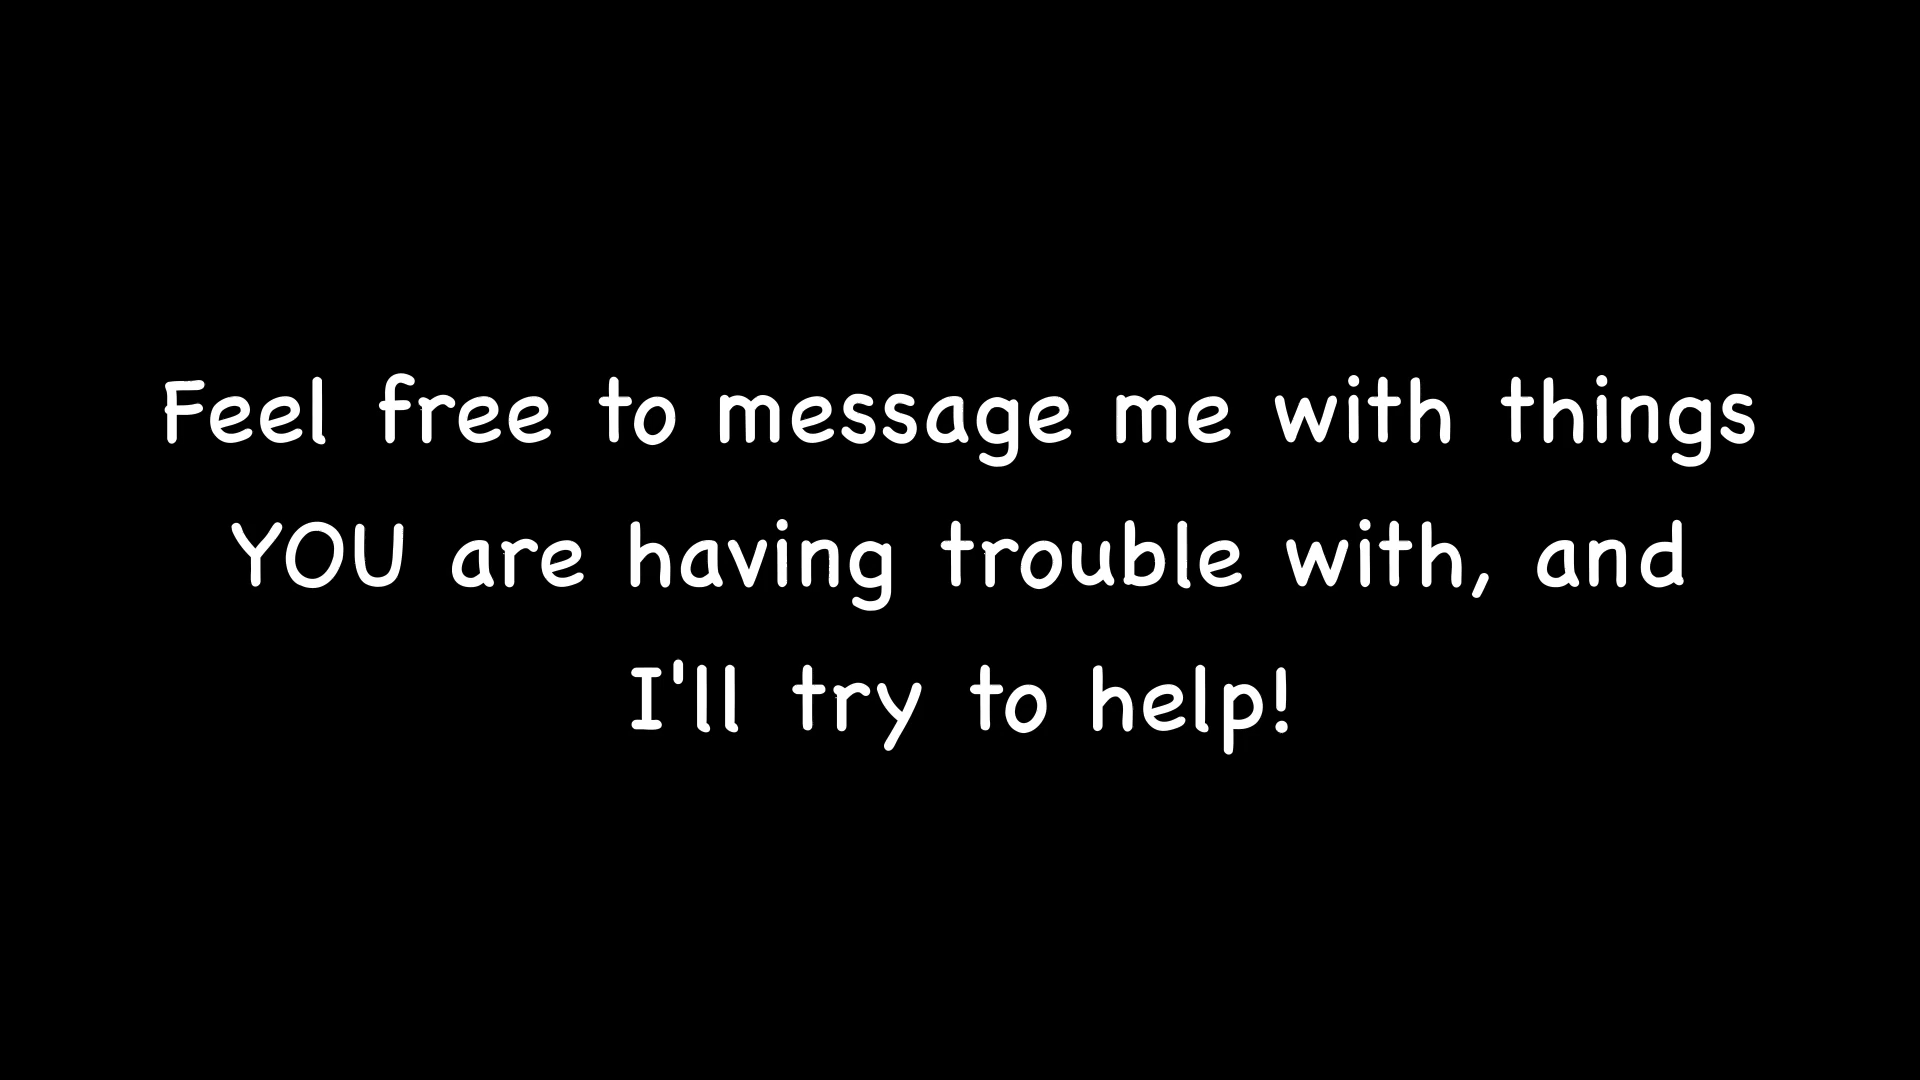 Feel free to message me with things
YOU are having trouble with, and
I'll try to help!